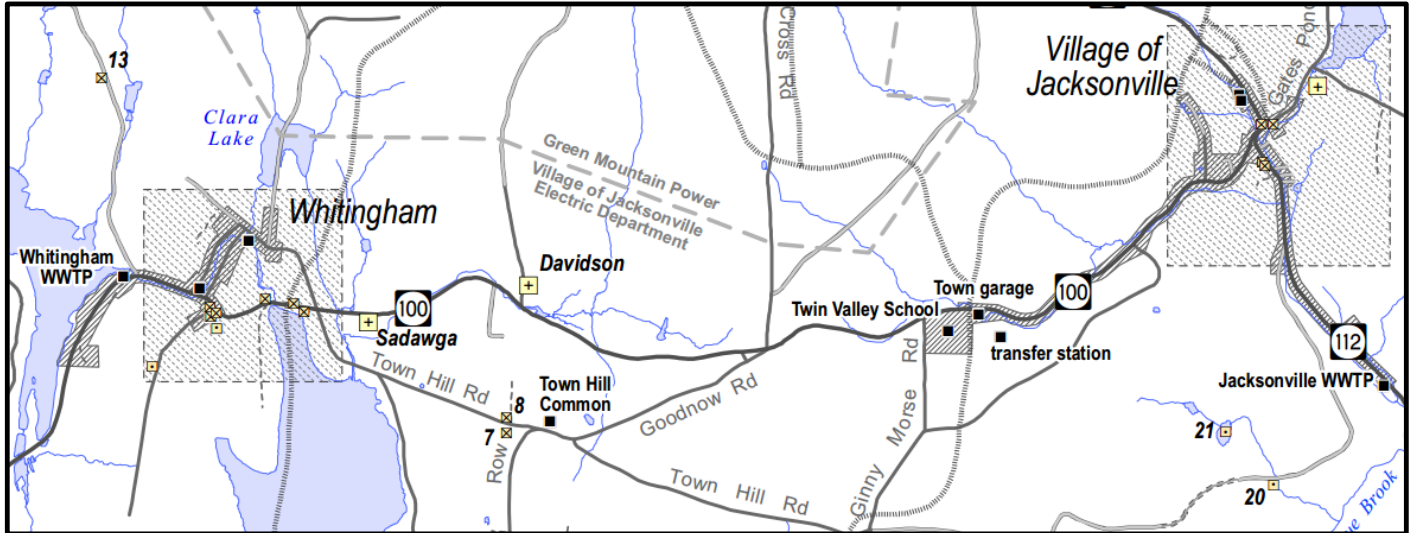 13
Clara
Lake
Whitingham
Whitingham
WWTP
Sadawga
100
Davidson
Green Mountain Power
Village of Jacksonville
Electric Department
Cross Rd
Village of
Jacksonville
Gates Pond
Town garage
100
Twin Valley School
transfer station
112
Jacksonville WWTP
Town Hill Rd
8
7
Town Hill
Common
Row
Goodnow Rd
Town Hill Rd
Ginny Morse Rd
21
20
ue Brook